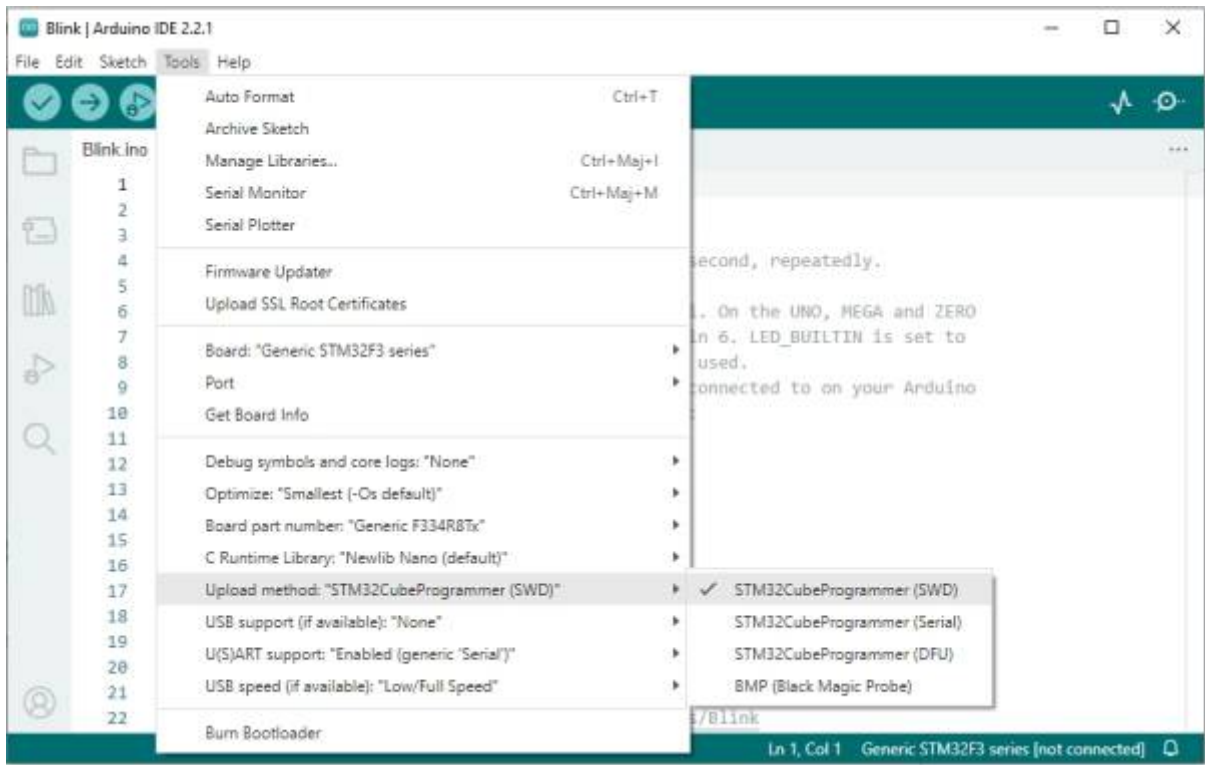 Blink | Arduino IDE 2.2.1
File Edit Sketch Tools Help
Auto Format Ctrl+T
Archive Sketch
Manage Libraries... Ctrl+Maj+I
Serial Monitor Ctrl+Maj+M
Serial Plotter
Firmware Updater
Upload SSL Root Certificates
Board: "Generic STM32F3 series"
Port
Get Board Info
Debug symbols and core logs: "None"
Optimize: "Smallest (-Os default)"
Board part number: "Generic F334R8Tx"
C Runtime Library: "Newlib Nano (default)"
Upload method: "STM32CubeProgrammer (SWD)"
USB support (if available): "None"
U(S)ART support: "Enabled (generic 'Serial')"
USB speed (if available): "Low/Full Speed"
Burn Bootloader
STM32CubeProgrammer (SWD)
STM32CubeProgrammer (Serial)
STM32CubeProgrammer (DFU)
BMP (Black Magic Probe)
Blink.ino
...
1
2
3
4 second, repeatedly.
5
6 . On the UNO, MEGA and ZERO
7 in 6. LED_BUILTIN is set to
8 used.
9 connected to on your Arduino
10
11
12
13
14
15
16
17
18
19
20
21
22 s/Blink
Ln 1, Col 1 Generic STM32F3 series [not connected]